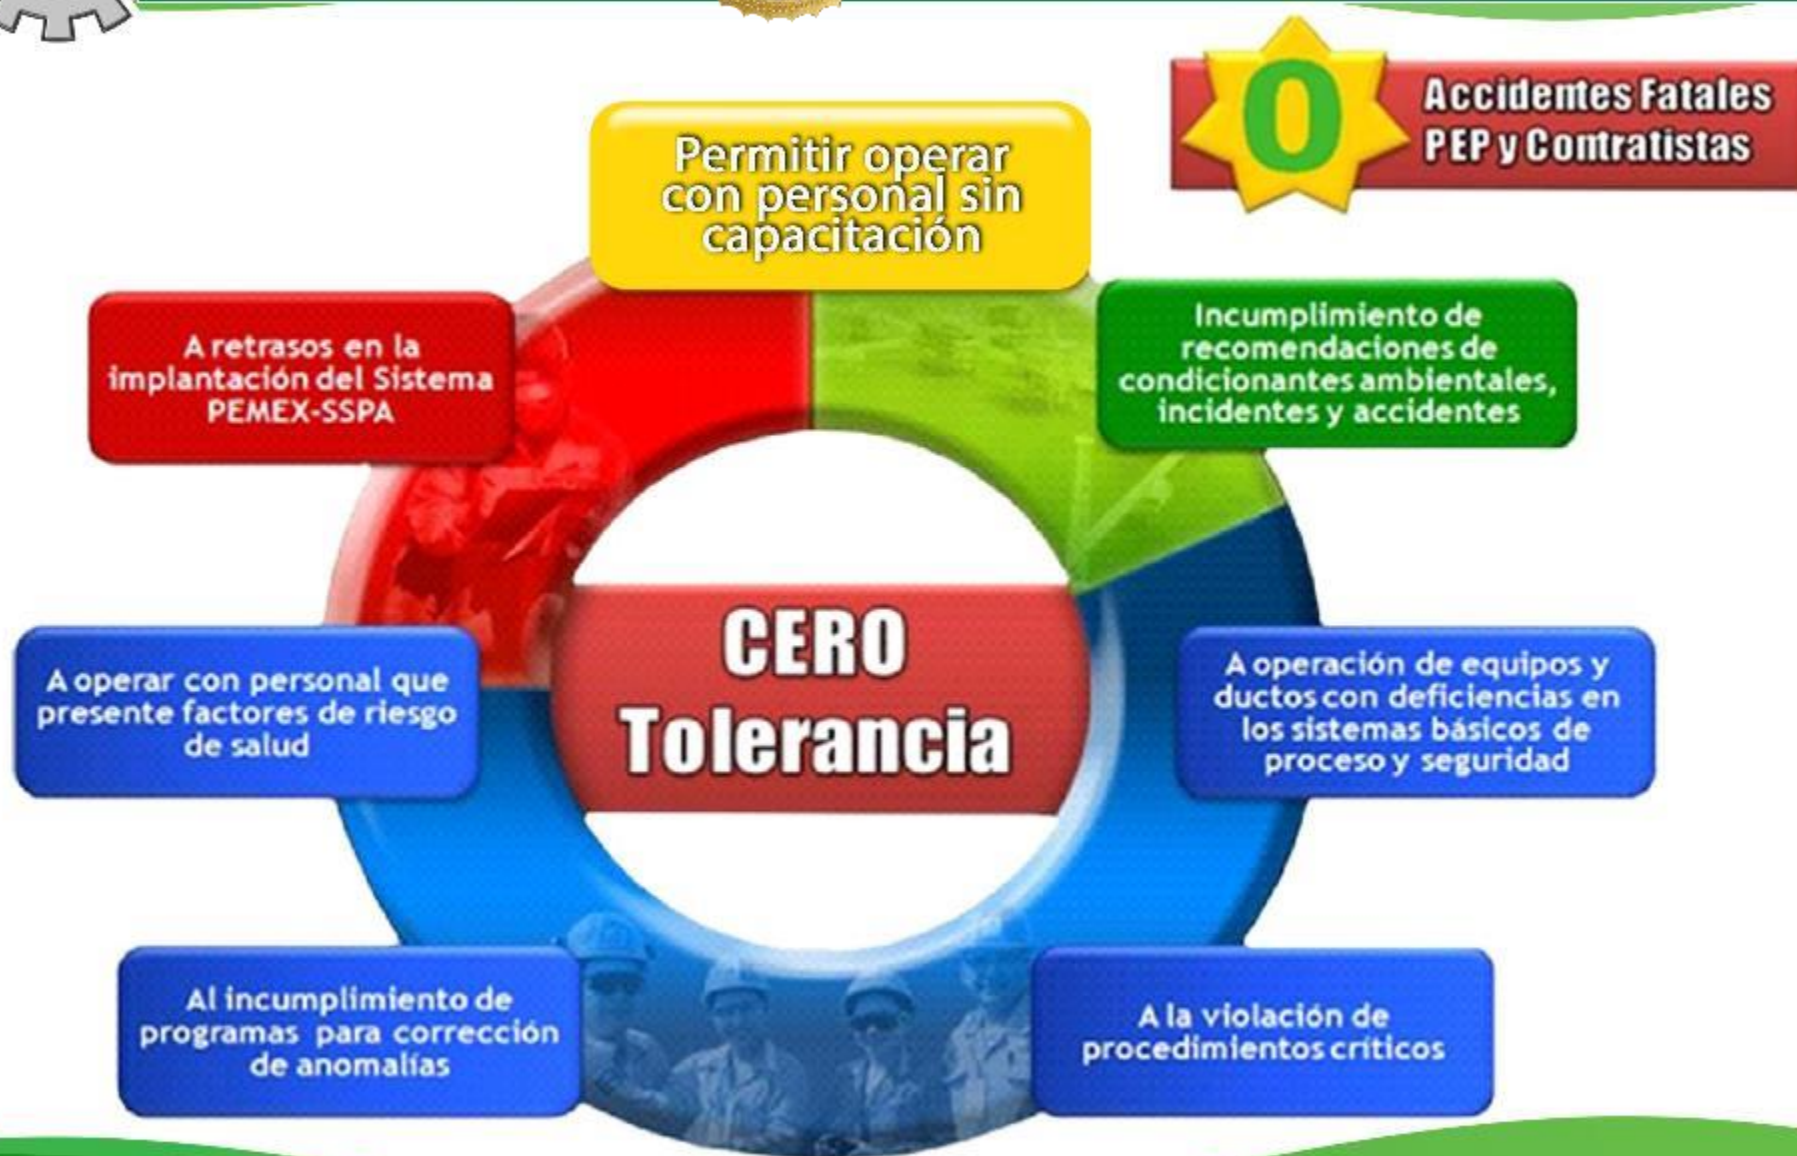 0
Accidentes Fatales
PEP y Contratistas
Permitir operar
con personal sin
capacitación
A retrasos en la
implantación del Sistema
PEMEX-SSPA
Incumplimiento de
recomendaciones de
condicionantes ambientales,
incidentes y accidentes
CERO
Tolerancia
A operar con personal que
presente factores de riesgo
de salud
A operación de equipos y
ductos con deficiencias en
los sistemas básicos de
proceso y seguridad
Al incumplimiento de
programas para corrección
de anomalías
A la violación de
procedimientos críticos